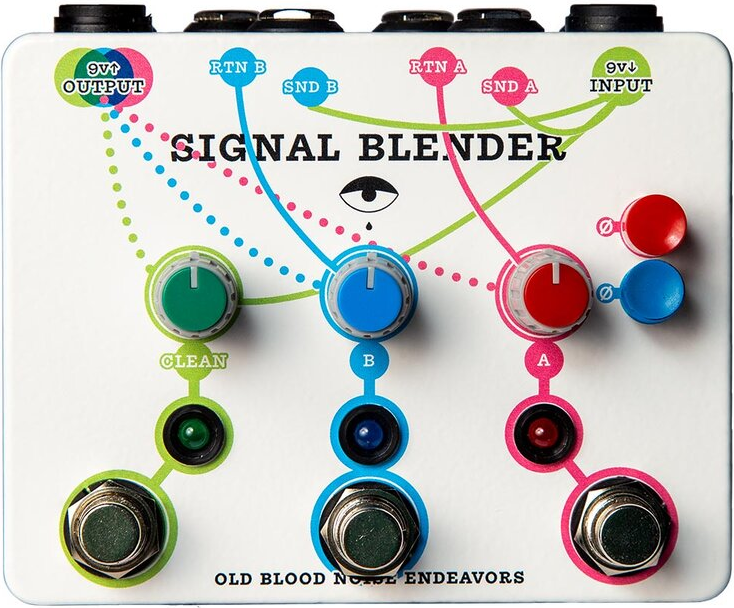 9V↑
OUTPUT
RTN B
SND B
RTN A
SND A
9V↓
INPUT
SIGNAL BLENDER
Ø
Ø
CLEAN
B
A
OLD BLOOD NOISE ENDEAVORS